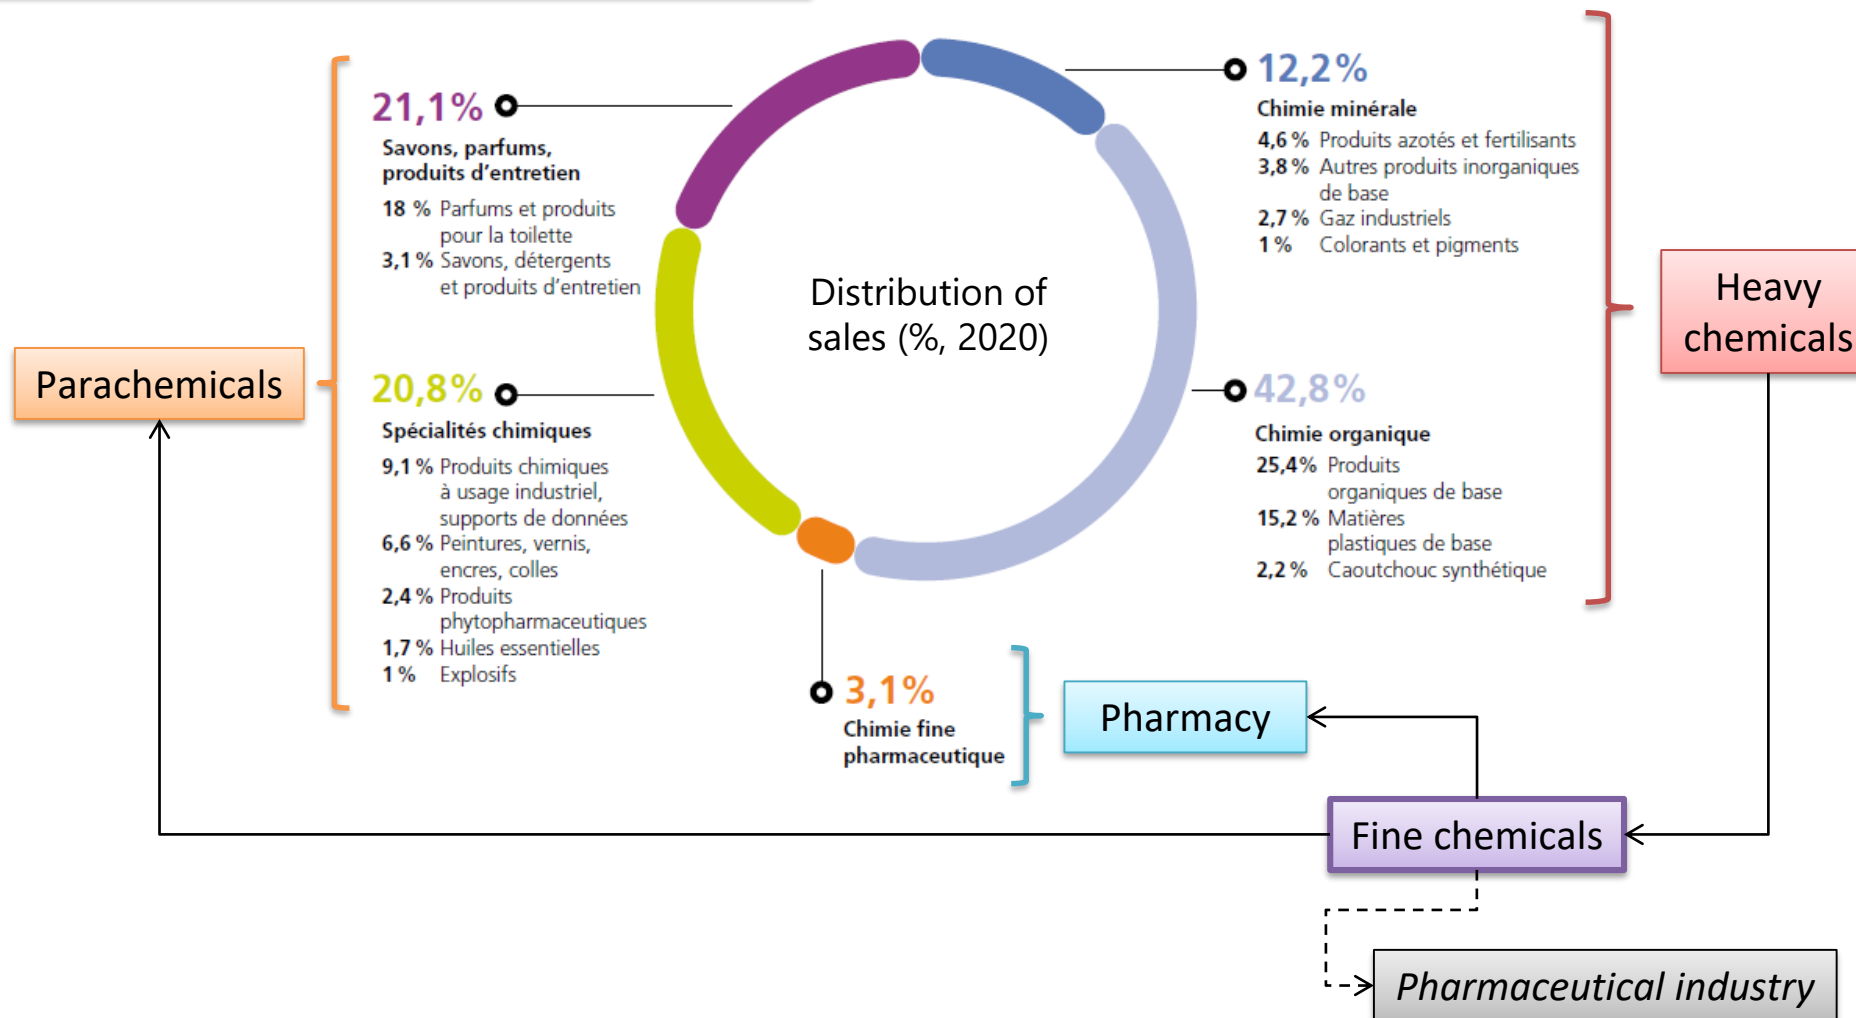 21,1%
Savons, parfums,
produits d'entretien
18 % Parfums et produits
pour la toilette
3,1 % Savons, détergents
et produits d'entretien
Parachemicals
20,8%
Spécialités chimiques
9,1 % Produits chimiques
à usage industriel,
supports de données
6,6 % Peintures, vernis,
encres, colles
2,4 % Produits
phytopharmaceutiques
1,7 % Huiles essentielles
1 % Explosifs
Distribution of
sales (%, 2020)
12,2%
Chimie minérale
4,6 % Produits azotés et fertilisants
3,8 % Autres produits inorganiques
de base
2,7 % Gaz industriels
1 % Colorants et pigments
Heavy
chemicals
42,8%
Chimie organique
25,4% Produits
organiques de base
15,2 % Matières
plastiques de base
2,2 % Caoutchouc synthétique
3,1%
Chimie fine
pharmaceutique
Pharmacy
Fine chemicals
Pharmaceutical industry